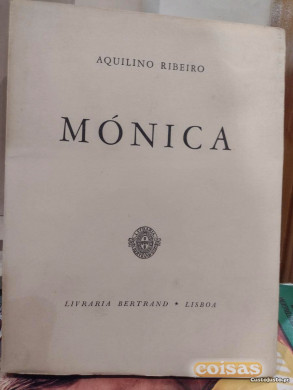 AQUILINO RIBEIRO
MÓNICA
LIVRARIA BERTRAND • LISBOA
coisas